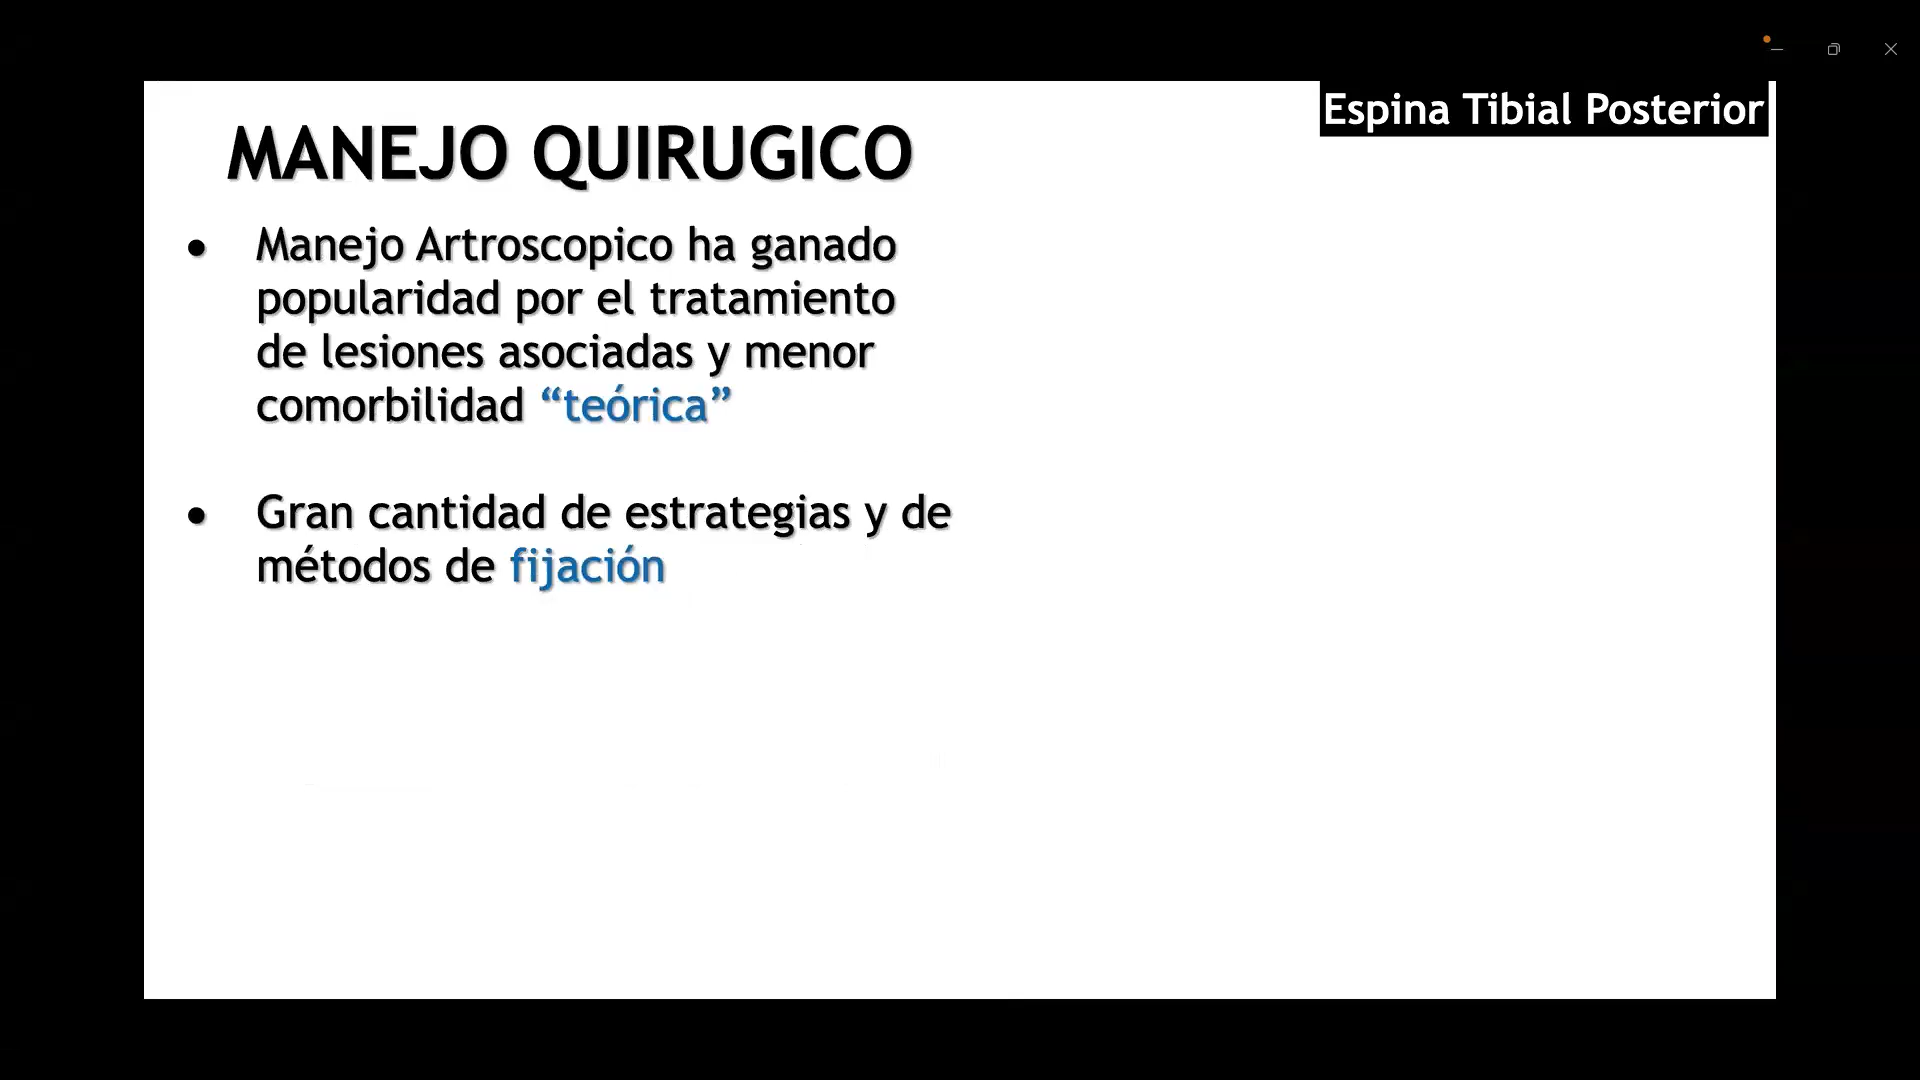 Espina Tibial Posterior
MANEJO QUIRUGICO
• Manejo Artroscopico ha ganado
popularidad por el tratamiento
de lesiones asociadas y menor
comorbilidad “teórica”
• Gran cantidad de estrategias y de
métodos de fijación